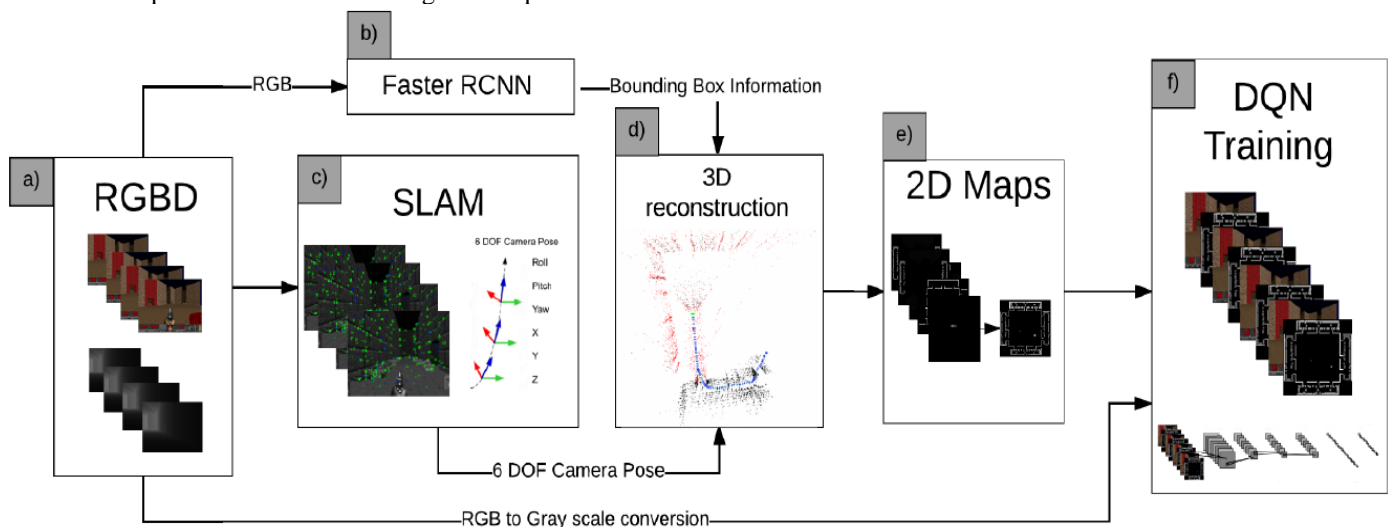 b)
Faster RCNN
RGB
Bounding Box Information
a)
RGBD
c)
SLAM
6 DOF Camera Pose
Roll
Pitch
Yaw
X
Y
Z
d)
3D
reconstruction
e)
2D Maps
f)
DQN
Training
6 DOF Camera Pose
RGB to Gray scale conversion